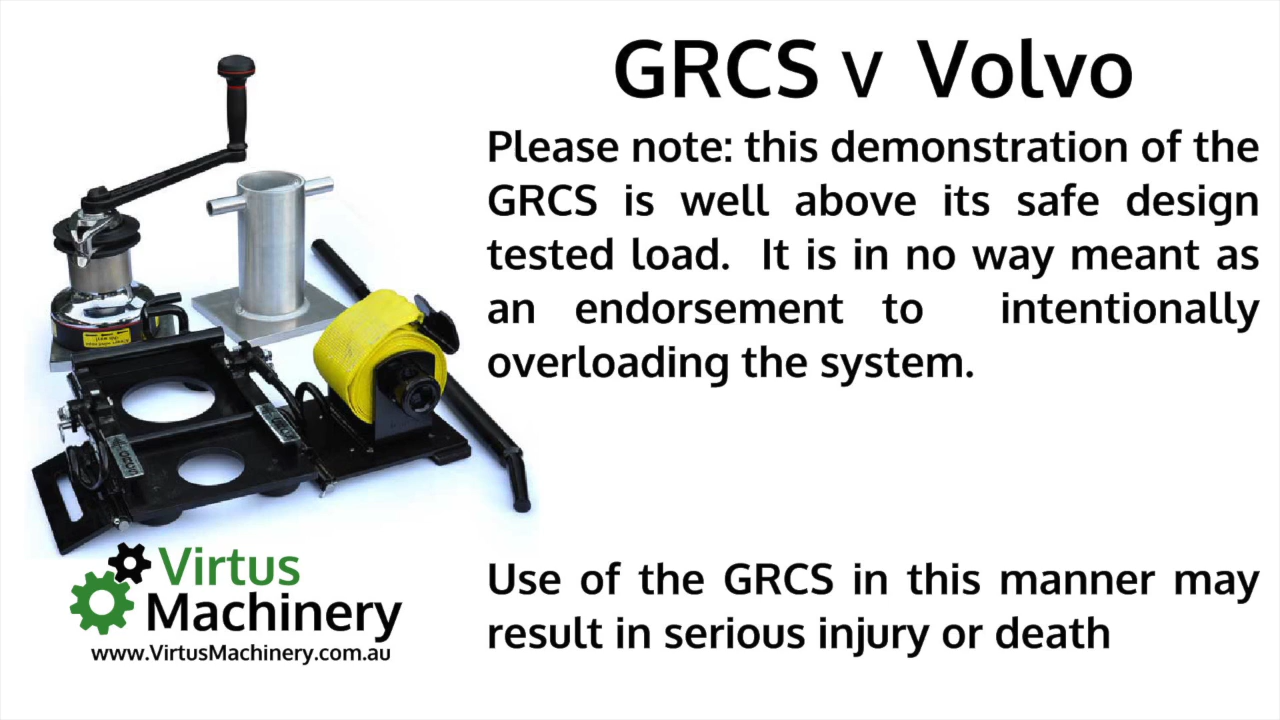 GRCS v Volvo
Please note: this demonstration of the
GRCS is well above its safe design
tested load. It is in no way meant as
an endorsement to intentionally
overloading the system.
Use of the GRCS in this manner may
result in serious injury or death
Virtus
Machinery
www.VirtusMachinery.com.au